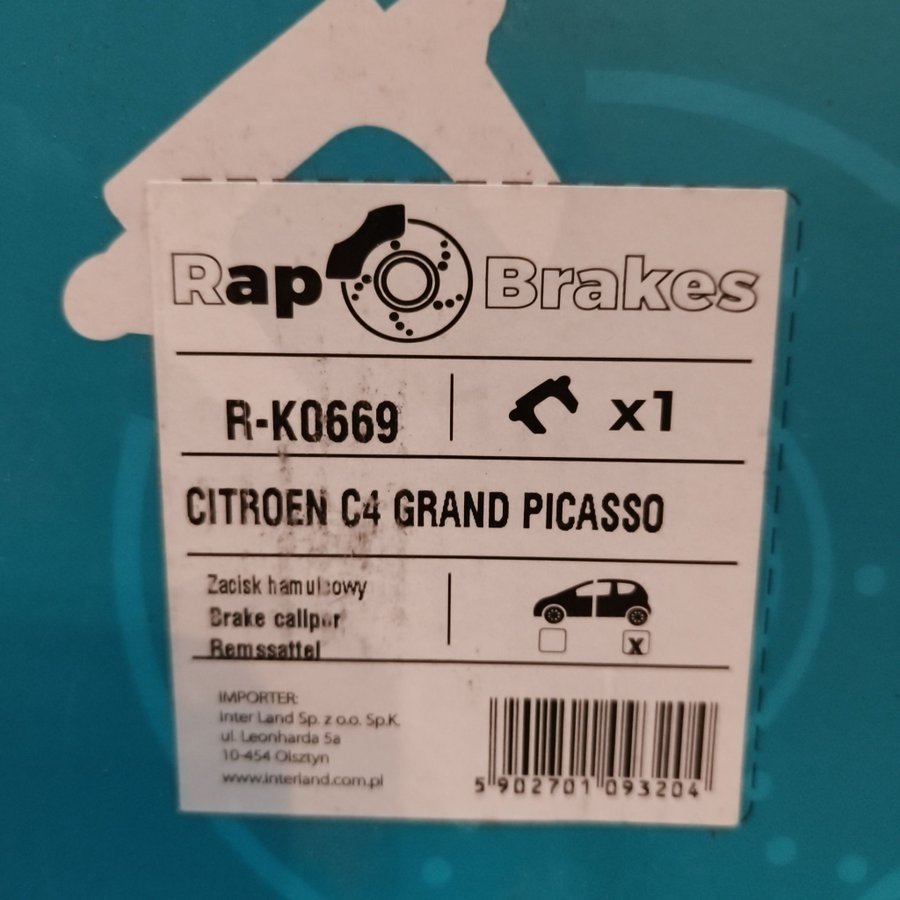 Rap Brakes
R-K0669 x1
CITROEN C4 GRAND PICASSO
Zacisk hamulcowy
Brake caliper
Bremssattel
X
IMPORTER:
Inter Land Sp. z o.o. Sp.K.
ul. Leonharda 5a
10-454 Olsztyn
www.interland.com.pl
5 902701 093204